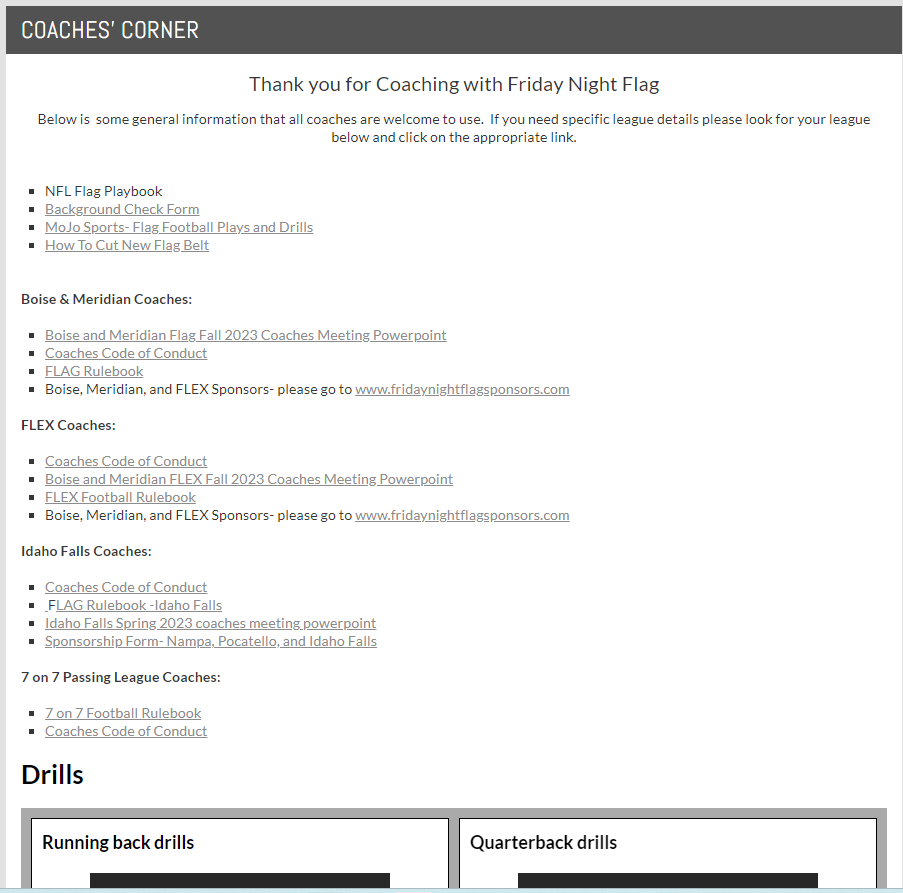 COACHES' CORNER
Thank you for Coaching with Friday Night Flag
Below is  some general information that all coaches are welcome to use.  If you need specific league details please look for your league
below and click on the appropriate link.
NFL Flag Playbook
Background Check Form
MoJo Sports- Flag Football Plays and Drills
How To Cut New Flag Belt
Boise & Meridian Coaches:
Boise and Meridian Flag Fall 2023 Coaches Meeting Powerpoint
Coaches Code of Conduct
FLAG Rulebook
Boise, Meridian, and FLEX Sponsors- please go to www.fridaynightflagsponsors.com
FLEX Coaches:
Coaches Code of Conduct
Boise and Meridian FLEX Fall 2023 Coaches Meeting Powerpoint
FLEX Football Rulebook
Boise, Meridian, and FLEX Sponsors- please go to www.fridaynightflagsponsors.com
Idaho Falls Coaches:
Coaches Code of Conduct
FLAG Rulebook -Idaho Falls
Idaho Falls Spring 2023 coaches meeting powerpoint
Sponsorship Form- Nampa, Pocatello, and Idaho Falls
7 on 7 Passing League Coaches:
7 on 7 Football Rulebook
Coaches Code of Conduct
Drills
Running back drills
Quarterback drills